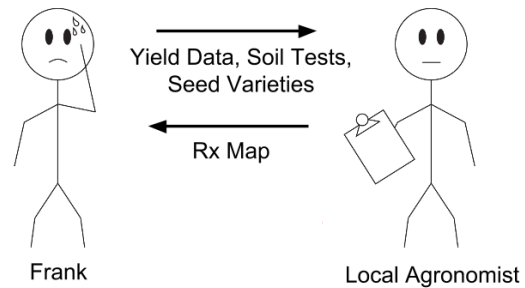 Yield Data, Soil Tests,
Seed Varieties
Rx Map
Frank
Local Agronomist